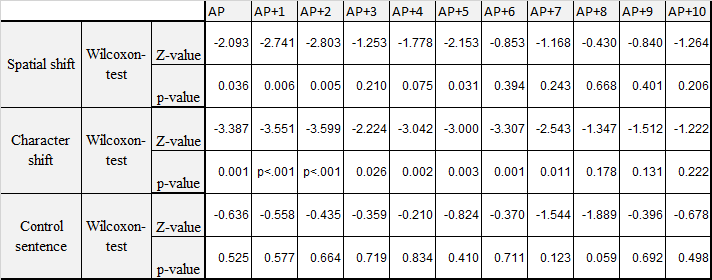 AP AP+1 AP+2 AP+3 AP+4 AP+5 AP+6 AP+7 AP+8 AP+9 AP+10
Spatial shift Wilcoxon-test Z-value -2.093 -2.741 -2.803 -1.253 -1.778 -2.153 -0.853 -1.168 -0.430 -0.840 -1.264
p-value 0.036 0.006 0.005 0.210 0.075 0.031 0.394 0.243 0.668 0.401 0.206
Character shift Wilcoxon-test Z-value -3.387 -3.551 -3.599 -2.224 -3.042 -3.000 -3.307 -2.543 -1.347 -1.512 -1.222
p-value 0.001 p<.001 p<.001 0.026 0.002 0.003 0.001 0.011 0.178 0.131 0.222
Control sentence Wilcoxon-test Z-value -0.636 -0.558 -0.435 -0.359 -0.210 -0.824 -0.370 -1.544 -1.889 -0.396 -0.678
p-value 0.525 0.577 0.664 0.719 0.834 0.410 0.711 0.123 0.059 0.692 0.498